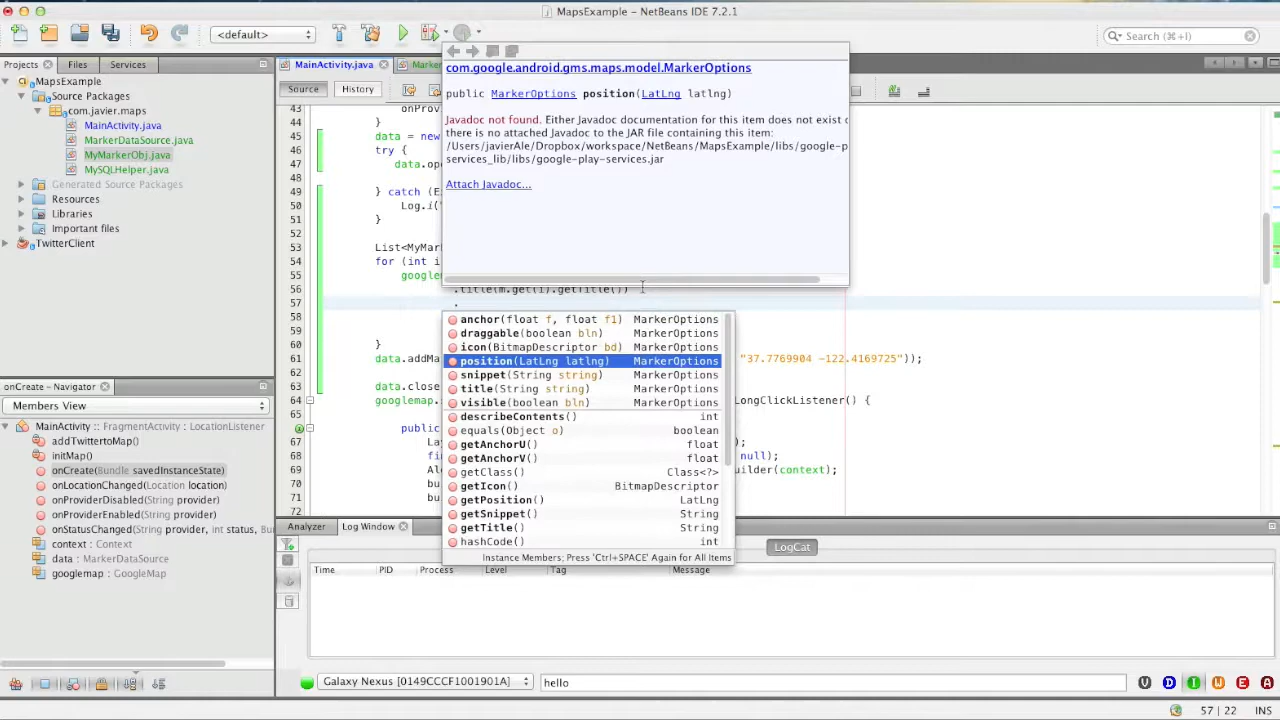 MapsExample – NetBeans IDE 7.2.1
<default>
Search (⌘+I)
Projects
Files
Services
MainActivity.java
Marker
Source
History
MapsExample
Source Packages
com.javier.maps
MainActivity.java
MarkerDataSource.java
MyMarkerObj.java
MySQLHelper.java
Generated Source Packages
Resources
Libraries
Important files
TwitterClient
onCreate – Navigator
Members View
MainActivity :: FragmentActivity : LocationListener
addTwittertoMap()
initMap()
onCreate(Bundle savedInstanceState)
onLocationChanged(Location location)
onProviderDisabled(String provider)
onProviderEnabled(String provider)
onStatusChanged(String provider, int status, Bu
context : Context
data : MarkerDataSource
googlemap : GoogleMap
43 onPro
44 }
45 data = new
46 try {
47 data.op
48
49 } catch (E
50 Log.i("
51 }
52
53 List<MyMark
54 for (int i
55 googlem
56 .title(m.get(i).getTitle())
57 .
58
60 }
61 data.addMa "37.7769904 -122.4169725"));
62
63 data.close
64 googlemap. LongClickListener() {
65
66 public
67 La );
68 fin null);
69 Al uilder(context);
70 bu
71 bu
72
com.google.android.gms.maps.model.MarkerOptions
public MarkerOptions position(LatLng latlng)
Javadoc not found. Either Javadoc documentation for this item does not exist o
there is no attached Javadoc to the JAR file containing this item:
/Users/javierAle/Dropbox/workspace/NetBeans/MapsExample/libs/google-p
services_lib/libs/google-play-services.jar
Attach Javadoc...
anchor(float f, float f1) MarkerOptions
draggable(boolean bln) MarkerOptions
icon(BitmapDescriptor bd) MarkerOptions
position(LatLng latlng) MarkerOptions
snippet(String string) MarkerOptions
title(String string) MarkerOptions
visible(boolean bln) MarkerOptions
describeContents() int
equals(Object o) boolean
getAnchorU() float
getAnchorV() float
getClass() Class<?>
getIcon() BitmapDescriptor
getPosition() LatLng
getSnippet() String
getTitle() String
hashCode() int
Instance Members; Press 'Ctrl+SPACE' Again for All Items
Analyzer
Log Window
LogCat
Time PID Process Level Tag Message
Galaxy Nexus [0149CCCF1001901A]
hello
V D I W E A
57 | 22 INS